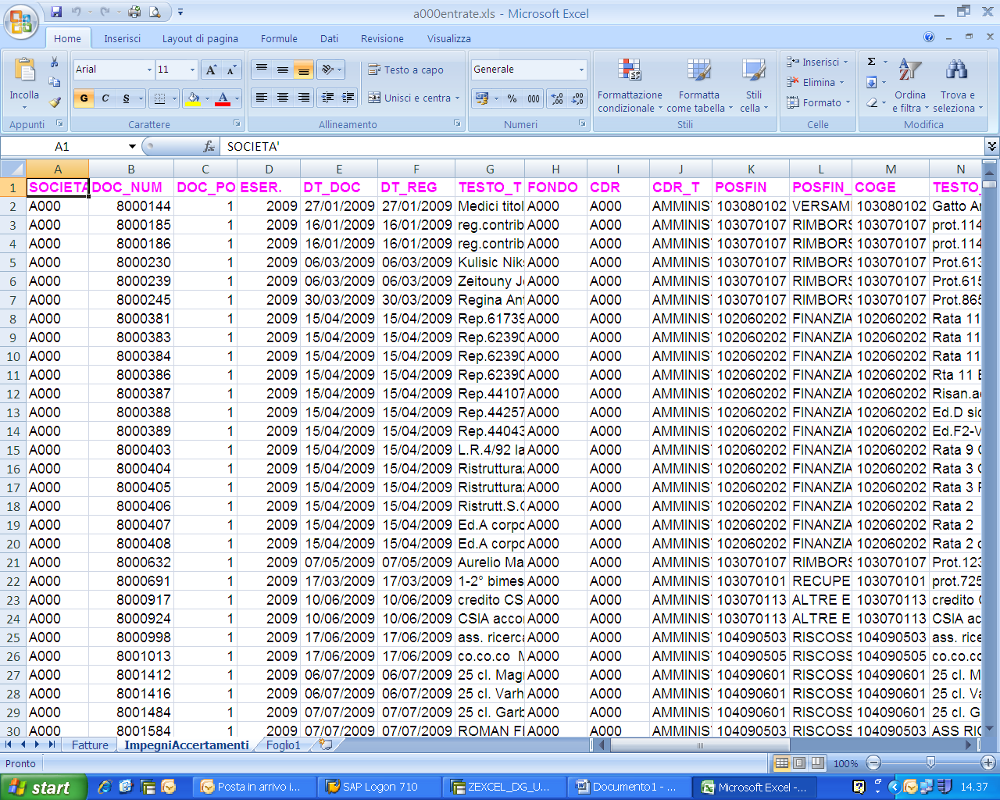 a000entrate.xls - Microsoft Excel
Home Inserisci Layout di pagina Formule Dati Revisione Visualizza
Incolla
Appunti
Arial 11
G C S
Carattere
Testo a capo
Unisci e centra
Allineamento
Generale
% 000
Numeri
Formattazione condizionale
Formatta come tabella
Stili cella
Stili
Inserisci
Elimina
Formato
Celle
Ordina e filtra
Trova e seleziona
Modifica
A1 SOCIETA'
A B C D E F G H I J K L M N
1 SOCIETA DOC_NUM DOC_PO ESER. DT_DOC DT_REG TESTO_T FONDO CDR CDR_T POSFIN POSFIN_ COGE TESTO_
2 A000 8000144 1 2009 27/01/2009 27/01/2009 Medici titol A000 A000 AMMINIS 103080102 VERSAM 103080102 Gatto A
3 A000 8000185 1 2009 16/01/2009 16/01/2009 reg.contrib A000 A000 AMMINIS 103070107 RIMBORS 103070107 prot.114
4 A000 8000186 1 2009 16/01/2009 16/01/2009 reg.contrib A000 A000 AMMINIS 103070107 RIMBORS 103070107 prot.114
5 A000 8000230 1 2009 06/03/2009 06/03/2009 Kulisic Niks A000 A000 AMMINIS 103070107 RIMBORS 103070107 Prot.613
6 A000 8000239 1 2009 06/03/2009 06/03/2009 Zeitouny Jo A000 A000 AMMINIS 103070107 RIMBORS 103070107 Prot.615
7 A000 8000245 1 2009 30/03/2009 30/03/2009 Regina Ant A000 A000 AMMINIS 103070107 RIMBORS 103070107 Prot.865
8 A000 8000381 1 2009 15/04/2009 15/04/2009 Rep.61739 A000 A000 AMMINIS 102060202 FINANZIA 102060202 Rata 11
9 A000 8000383 1 2009 15/04/2009 15/04/2009 Rep.62390 A000 A000 AMMINIS 102060202 FINANZIA 102060202 Rata 11
10 A000 8000384 1 2009 15/04/2009 15/04/2009 Rep.62390 A000 A000 AMMINIS 102060202 FINANZIA 102060202 Rata 11
11 A000 8000386 1 2009 15/04/2009 15/04/2009 Rep.62390 A000 A000 AMMINIS 102060202 FINANZIA 102060202 Rta 11 E
12 A000 8000387 1 2009 15/04/2009 15/04/2009 Rep.44107 A000 A000 AMMINIS 102060202 FINANZIA 102060202 Risan.a
13 A000 8000388 1 2009 15/04/2009 15/04/2009 Rep.44257 A000 A000 AMMINIS 102060202 FINANZIA 102060202 Ed.D sid
14 A000 8000389 1 2009 15/04/2009 15/04/2009 Rep.44043 A000 A000 AMMINIS 102060202 FINANZIA 102060202 Ed.F2-V
15 A000 8000403 1 2009 15/04/2009 15/04/2009 L.R.4/92 la A000 A000 AMMINIS 102060202 FINANZIA 102060202 Rata 9
16 A000 8000404 1 2009 15/04/2009 15/04/2009 Ristruttura A000 A000 AMMINIS 102060202 FINANZIA 102060202 Rata 3
17 A000 8000405 1 2009 15/04/2009 15/04/2009 Ristruttura A000 A000 AMMINIS 102060202 FINANZIA 102060202 Rata 3
18 A000 8000406 1 2009 15/04/2009 15/04/2009 Ristrutt.S.C A000 A000 AMMINIS 102060202 FINANZIA 102060202 Rata 2
19 A000 8000407 1 2009 15/04/2009 15/04/2009 Ed.A corpo A000 A000 AMMINIS 102060202 FINANZIA 102060202 Rata 2
20 A000 8000408 1 2009 15/04/2009 15/04/2009 Ed.A corpo A000 A000 AMMINIS 102060202 FINANZIA 102060202 Rata 2 c
21 A000 8000632 1 2009 07/05/2009 07/05/2009 Aurelio Ma A000 A000 AMMINIS 103070107 RIMBORS 103070107 Prot.123
22 A000 8000691 1 2009 17/03/2009 17/03/2009 1-2° bimes A000 A000 AMMINIS 103070101 RECUPE 103070101 prot.725
23 A000 8000917 1 2009 10/06/2009 10/06/2009 credito CS A000 A000 AMMINIS 103070113 ALTRE E 103070113 credito
24 A000 8000924 1 2009 10/06/2009 10/06/2009 CSIA accor A000 A000 AMMINIS 103070113 ALTRE E 103070113 CSIA ac
25 A000 8000998 1 2009 17/06/2009 17/06/2009 ass. ricerca A000 A000 AMMINIS 104090503 RISCOSS 104090503 ass. rice
26 A000 8001013 1 2009 17/06/2009 17/06/2009 co.co.co M A000 A000 AMMINIS 104090505 RISCOSS 104090505 co.co.co
27 A000 8001412 1 2009 06/07/2009 06/07/2009 25 cl. Magr A000 A000 AMMINIS 104090601 RISCOSS 104090601 25 cl. M
28 A000 8001416 1 2009 06/07/2009 06/07/2009 25 cl. Varh A000 A000 AMMINIS 104090601 RISCOSS 104090601 25 cl. Va
29 A000 8001484 1 2009 07/07/2009 07/07/2009 25 cl. Garb A000 A000 AMMINIS 104090601 RISCOSS 104090601 25 cl. G
30 A000 8001584 1 2009 07/07/2009 07/07/2009 ROMAN FI A000 A000 AMMINIS 104090503 RISCOSS 104090503 ASS RIC
Fatture ImpegniAccertamenti Foglio1
Pronto 100%
start Posta in arrivo i... SAP Logon 710 ZEXCEL_DG_U... Documento1 - ... Microsoft Excel -... 14.37